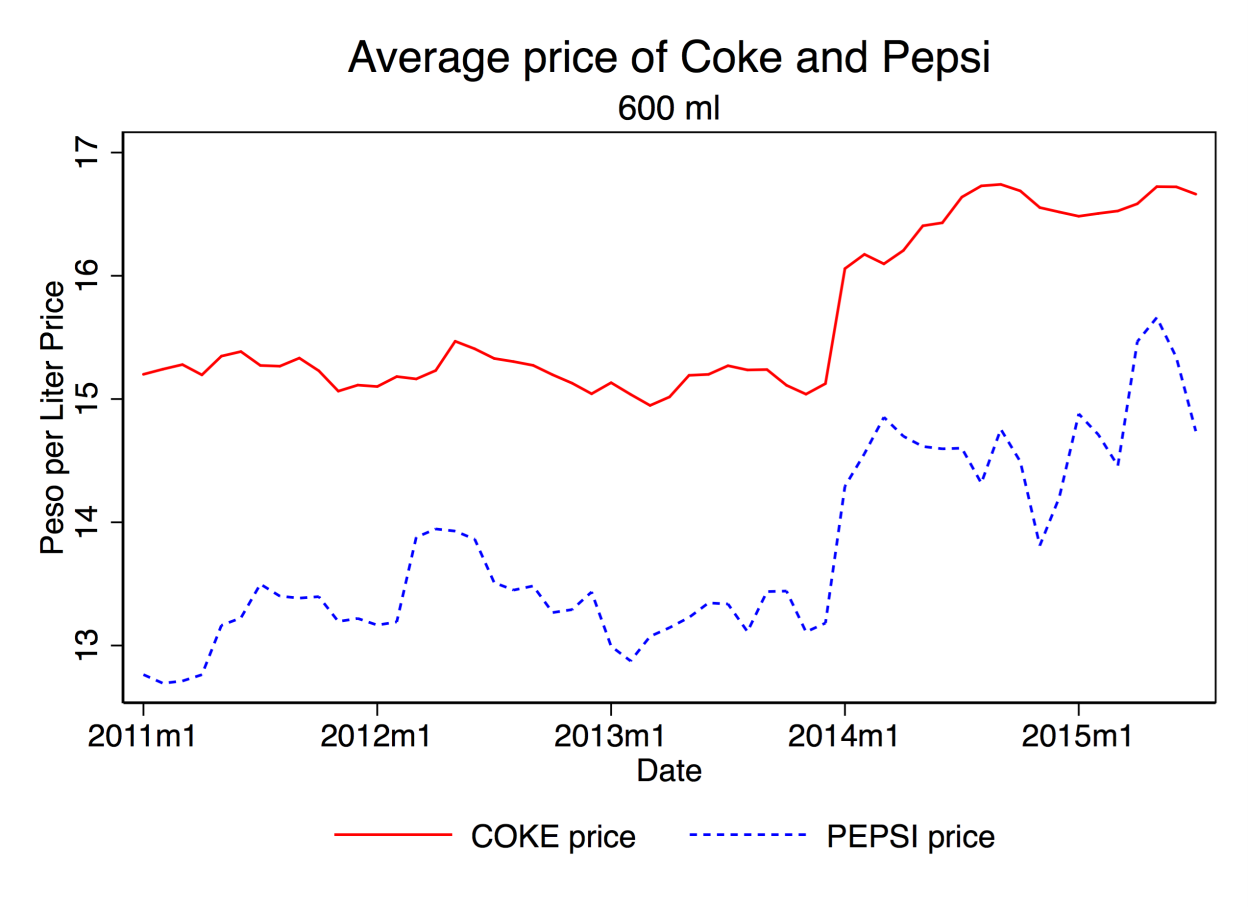 Average price of Coke and Pepsi
600 ml
Peso per Liter Price
17
16
15
14
13
2011m1 2012m1 2013m1 2014m1 2015m1
Date
COKE price PEPSI price